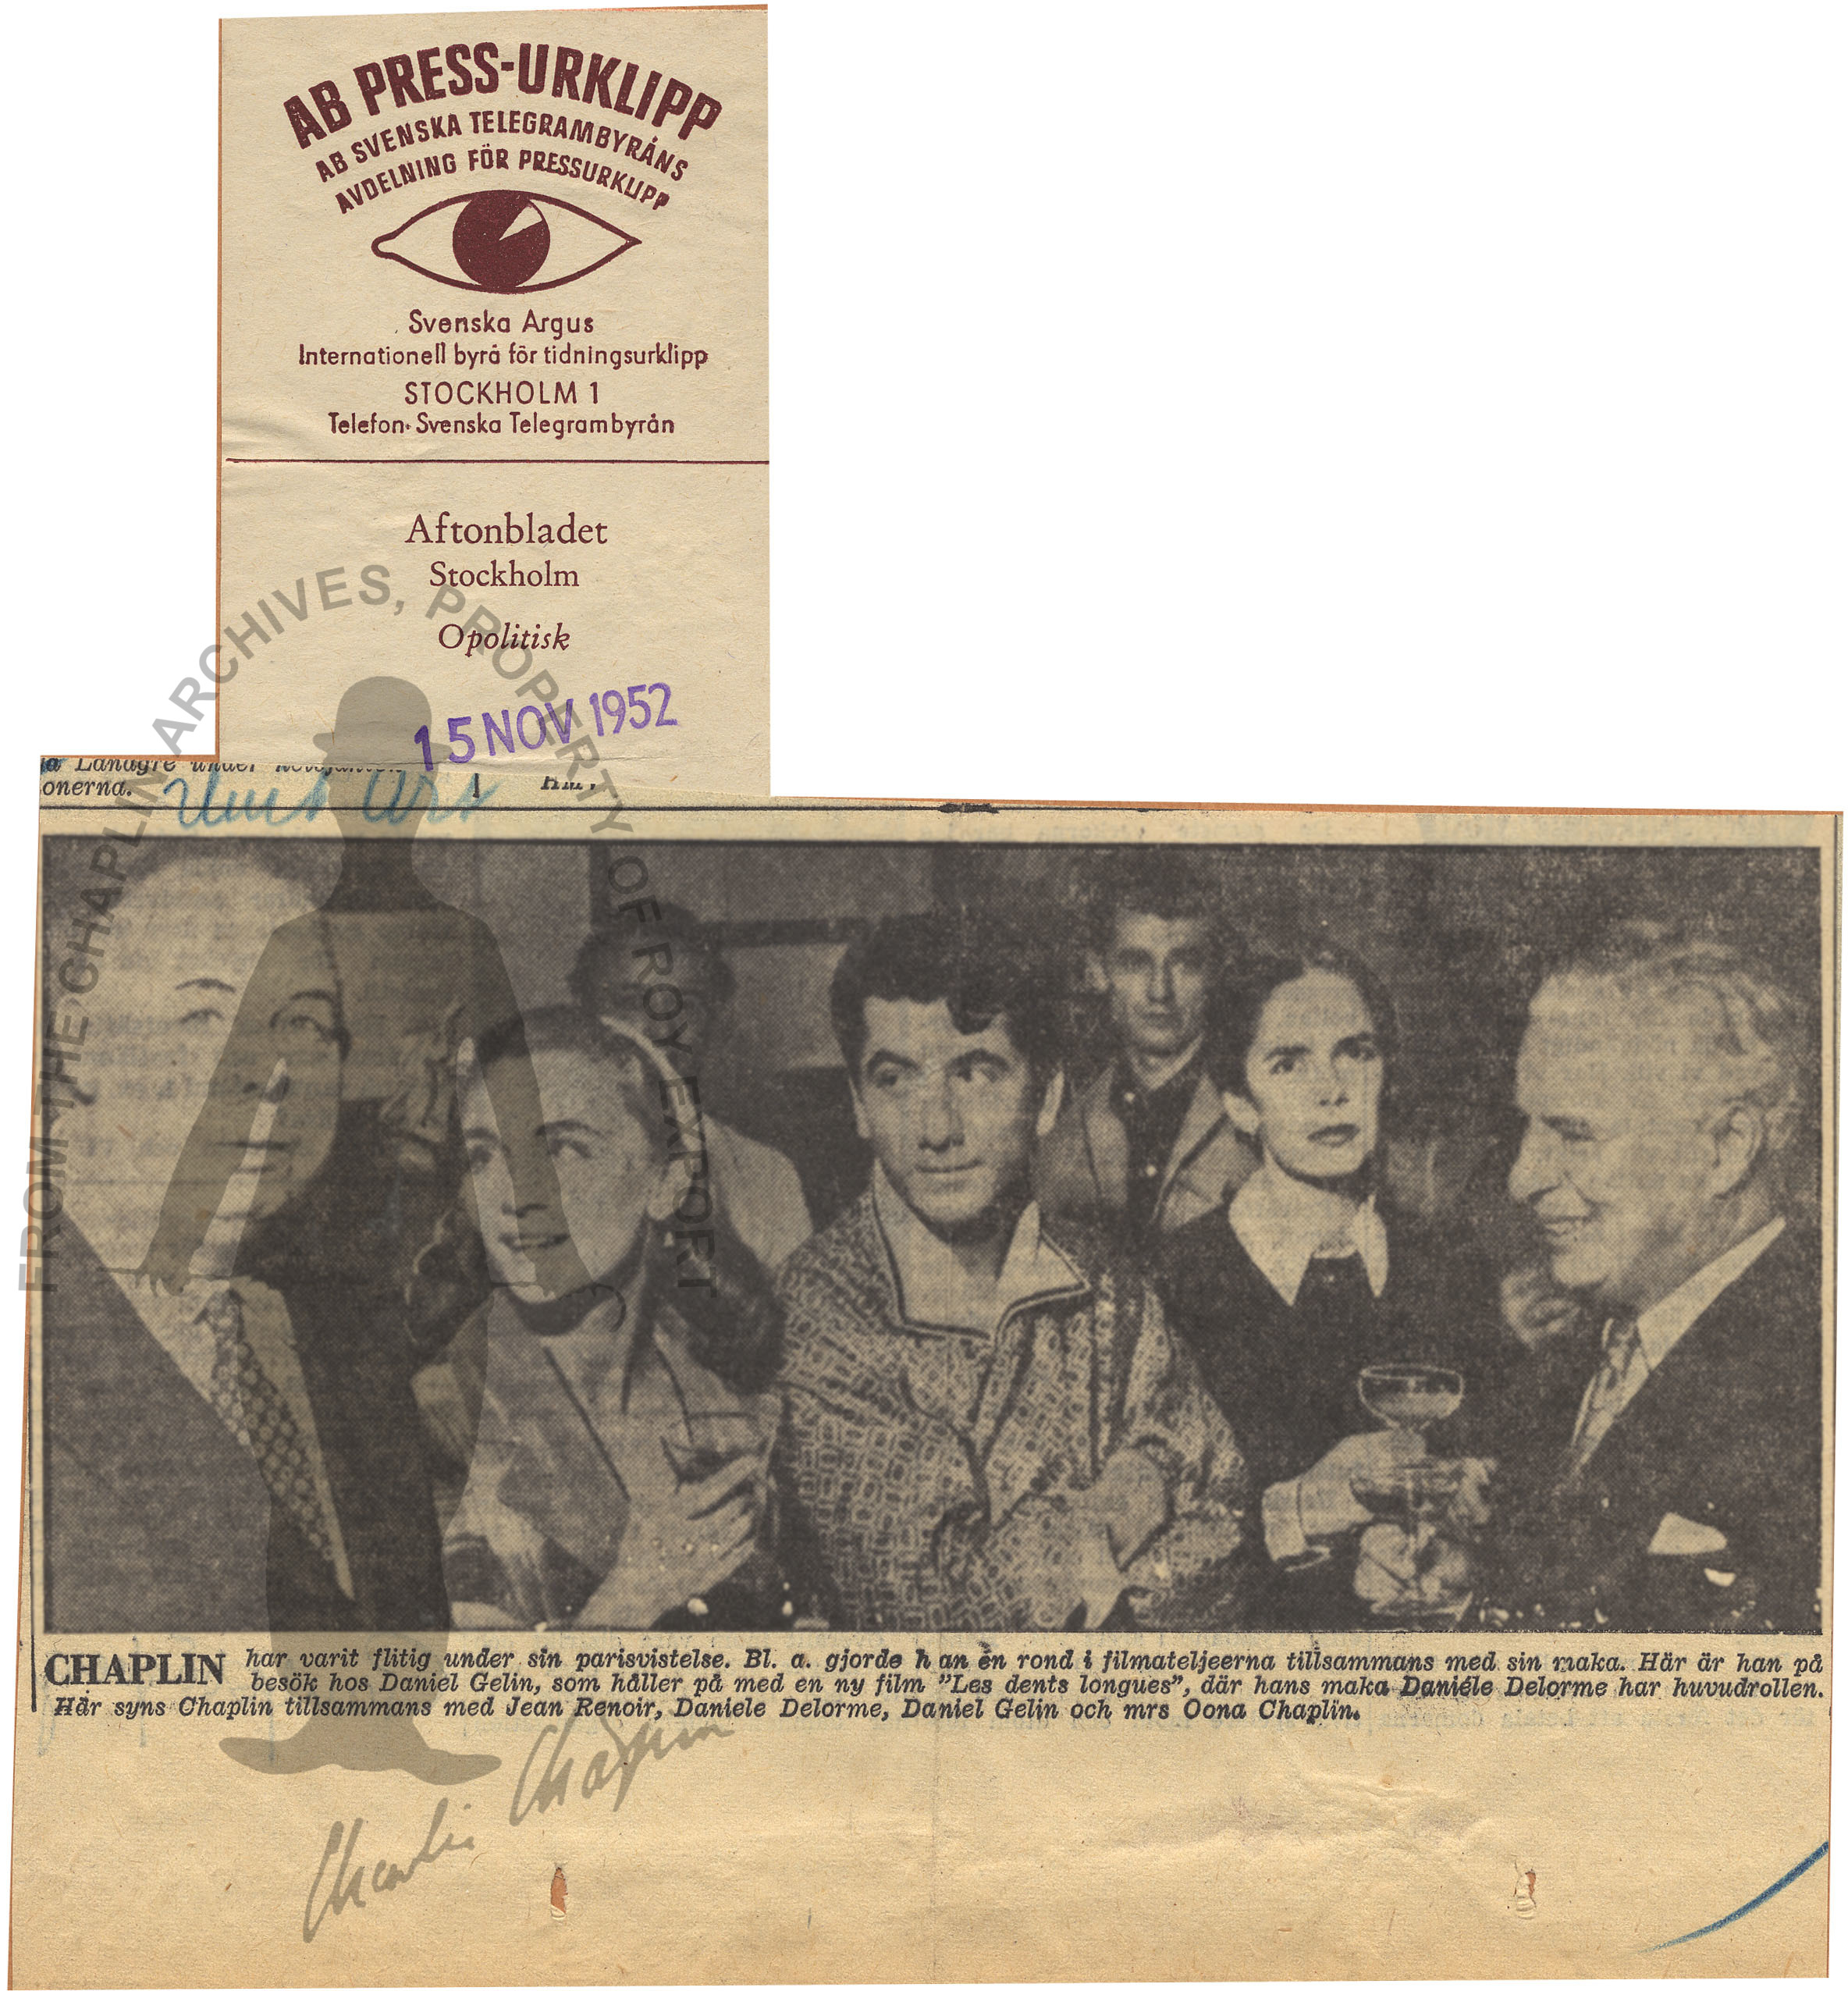 AB PRESS-URKLIPP
AB SVENSKA TELEGRAMBYRÅNS
AVDELNING FÖR PRESSURKLIPP
Svenska Argus
Internationell byrå för tidningsurklipp
STOCKHOLM 1
Telefon· Svenska Telegrambyrån
Aftonbladet
Stockholm
Opolitisk
15 NOV 1952
onerna.
FROM THE CHAPLIN ARCHIVES, PROPERTY OF ROY EXPORT
CHAPLIN har varit flitig under sin parisvistelse. Bl. a. gjorde han en rond i filmateljeerna tillsammans med sin maka. Här är han på
besök hos Daniel Gelin, som håller på med en ny film "Les dents longues", där hans maka Daniéle Delorme har huvudrollen.
Här syns Chaplin tillsammans med Jean Renoir, Daniele Delorme, Daniel Gelin och mrs Oona Chaplin.
Charlie Chaplin